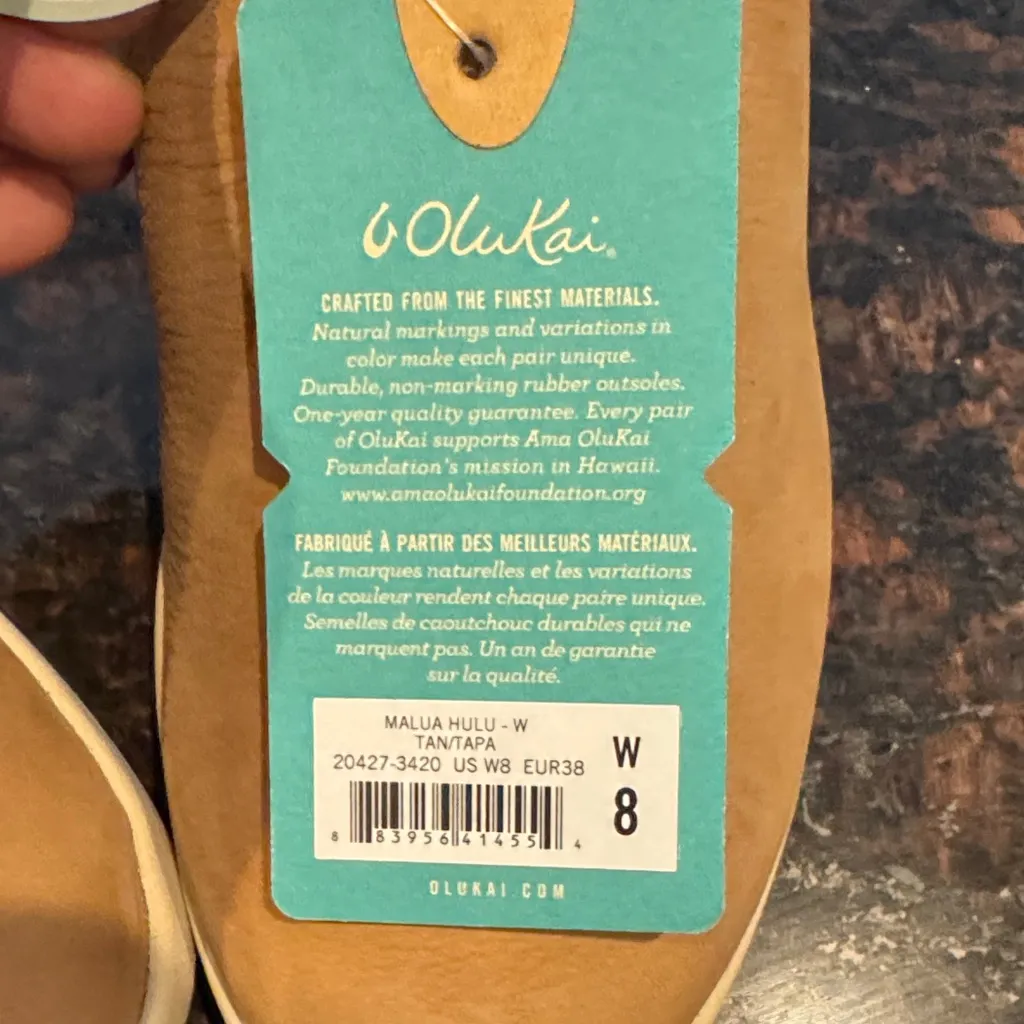 OluKai®
CRAFTED FROM THE FINEST MATERIALS.
Natural markings and variations in
color make each pair unique.
Durable, non-marking rubber outsoles.
One-year quality guarantee. Every pair
of OluKai supports Ama OluKai
Foundation's mission in Hawaii.
www.amaolukaifoundation.org
FABRIQUÉ À PARTIR DES MEILLEURS MATÉRIAUX.
Les marques naturelles et les variations
de la couleur rendent chaque paire unique.
Semelles de caoutchouc durables qui ne
marquent pas. Un an de garantie
sur la qualité.
MALUA HULU - W
TAN/TAPA
20427-3420 US W8 EUR38
W
8
8 83956 41455 4
OLUKAI.COM